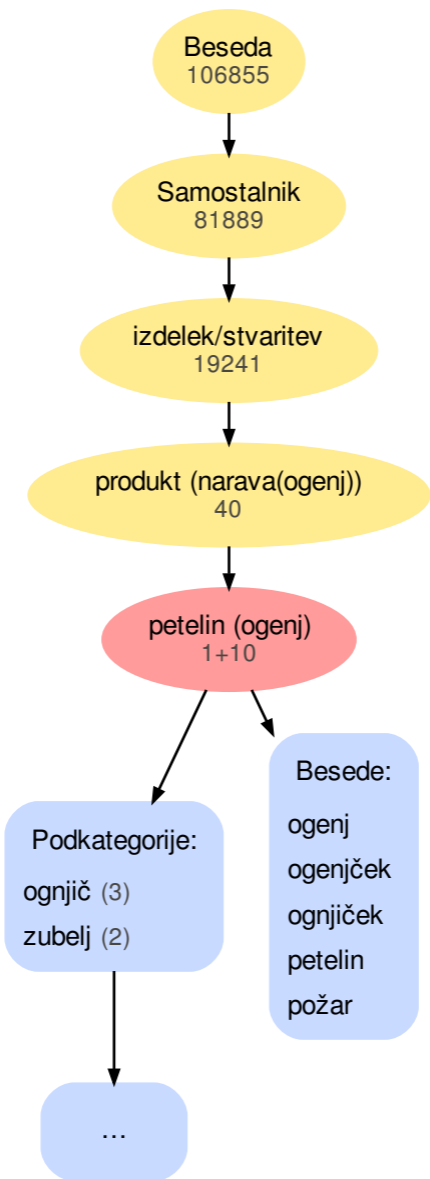 Beseda
106855
Samostalnik
81889
izdelek/stvaritev
19241
produkt (narava(ogenj))
40
petelin (ogenj)
1+10
Podkategorije:
ognjič (3)
zubelj (2)
...
Besede:
ogenj
ogenjček
ognjiček
petelin
požar